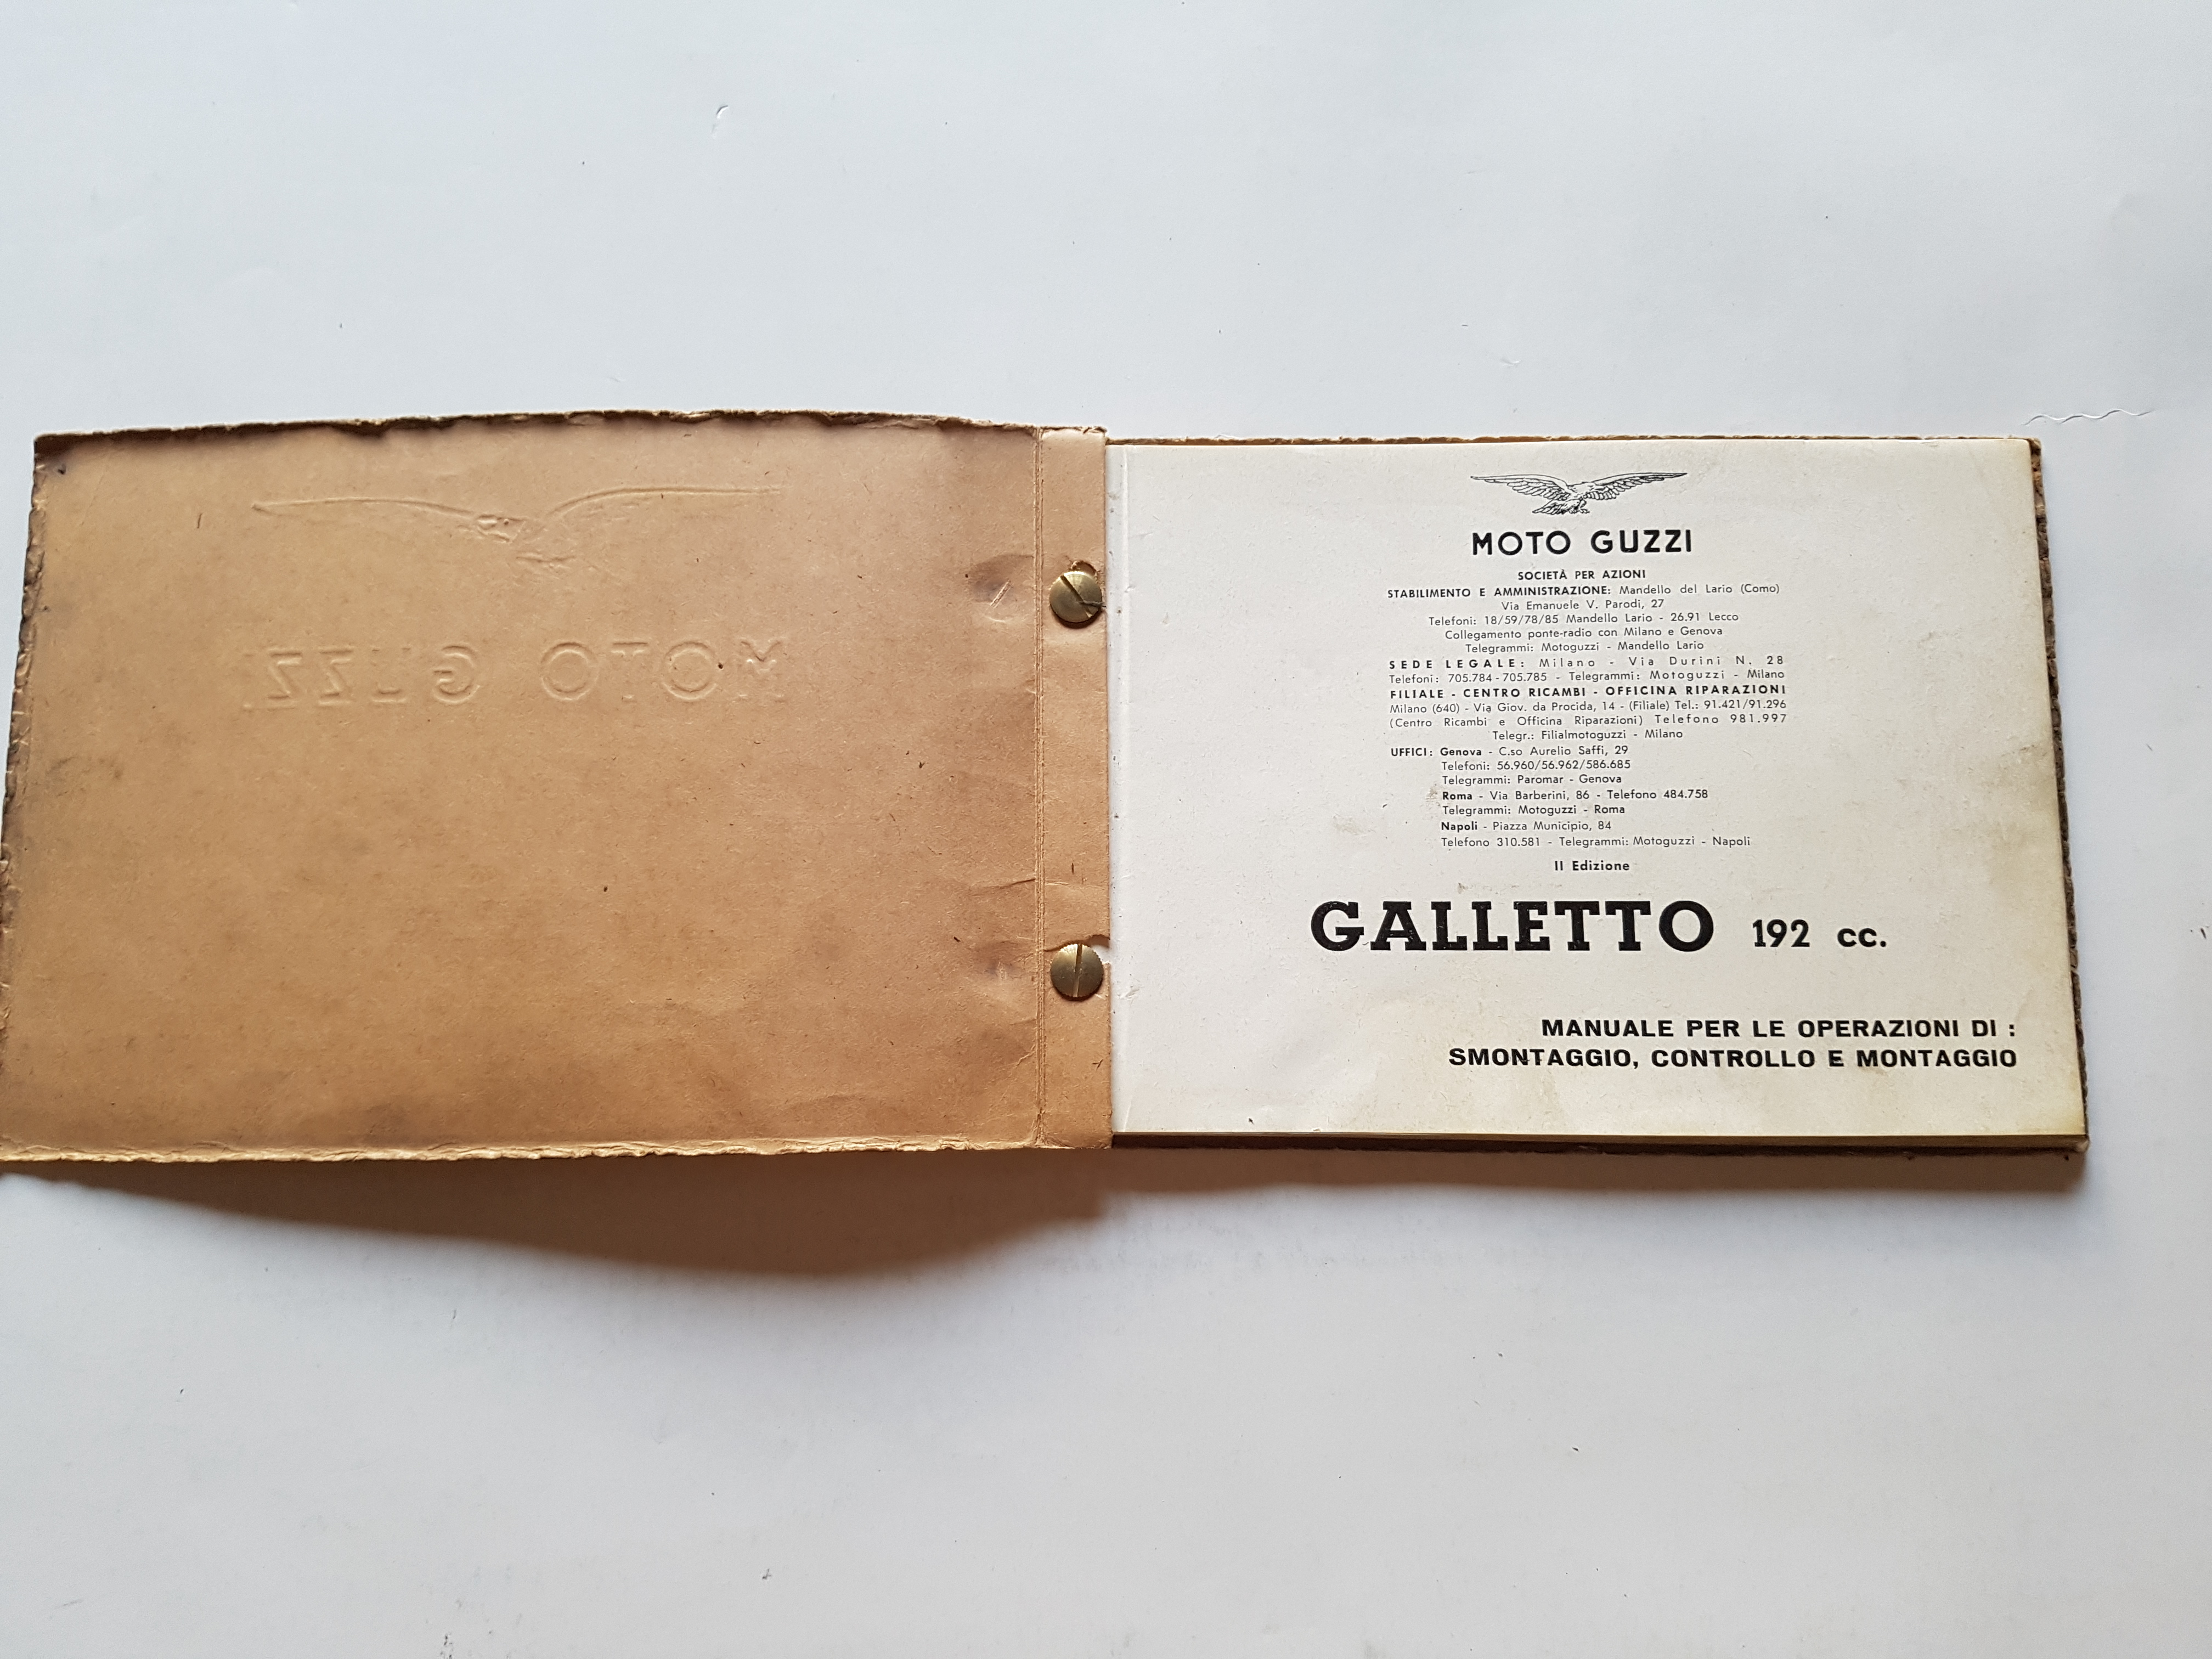 MOTO GUZZI
MOTO GUZZI
SOCIETÀ PER AZIONI
STABILIMENTO E AMMINISTRAZIONE: Mandello del Lario (Como)
Via Emanuele V. Parodi, 27
Telefoni: 18/59/78/85 Mandello Lario - 26.91 Lecco
Collegamento ponte-radio con Milano e Genova
Telegrammi: Motoguzzi - Mandello Lario
SEDE LEGALE: Milano - Via Durini N. 28
Telefoni: 705.784 - 705.785 - Telegrammi: Motoguzzi - Milano
FILIALE - CENTRO RICAMBI - OFFICINA RIPARAZIONI
Milano (640) - Via Giov. da Procida, 14 - (Filiale) Tel.: 91.421/91.296
(Centro Ricambi e Officina Riparazioni) Telefono 981.997
Telegr.: Filialmotoguzzi - Milano
UFFICI: Genova - C.so Aurelio Saffi, 29
Telefoni: 56.960/56.962/586.685
Telegrammi: Paromar - Genova
Roma - Via Barberini, 86 - Telefono 484.758
Telegrammi: Motoguzzi - Roma
Napoli - Piazza Municipio, 84
Telefono 310.581 - Telegrammi: Motoguzzi - Napoli
II Edizione
GALLETTO 192 cc.
MANUALE PER LE OPERAZIONI DI :
SMONTAGGIO, CONTROLLO E MONTAGGIO